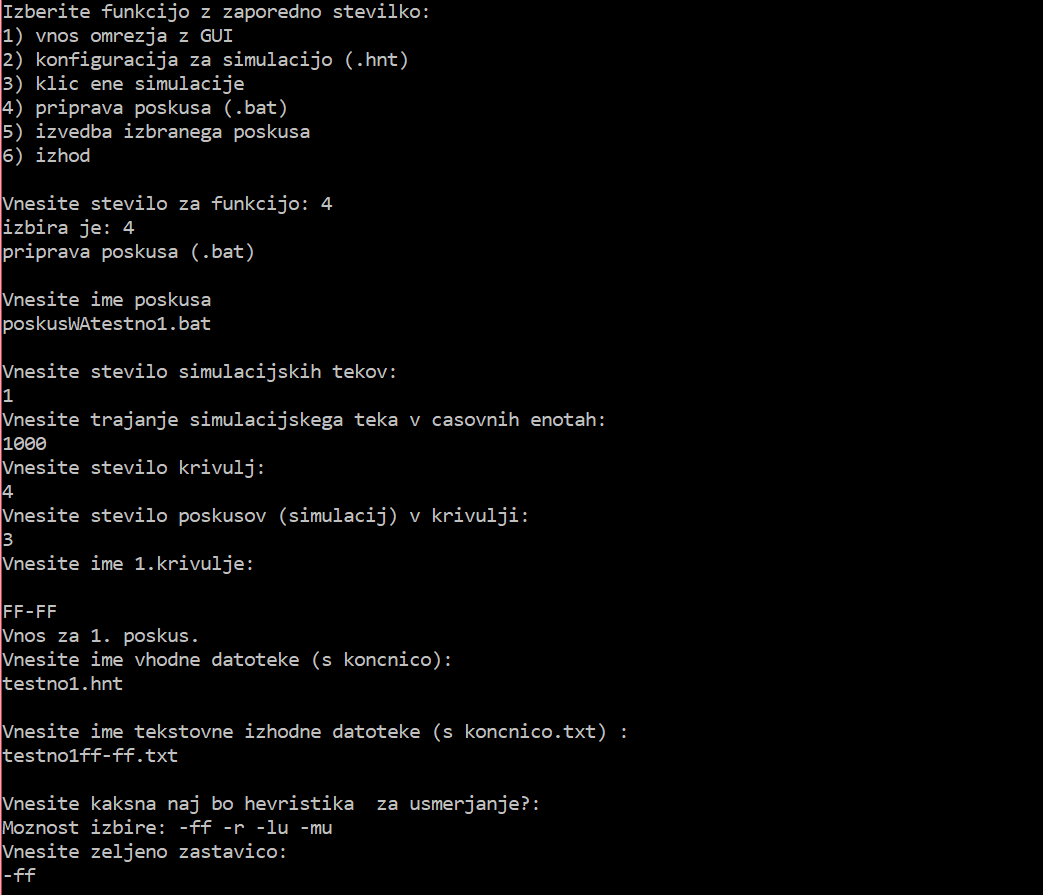 Izberite funkcijo z zaporedno stevilko:
1) vnos omrezja z GUI
2) konfiguracija za simulacijo (.hnt)
3) klic ene simulacije
4) priprava poskusa (.bat)
5) izvedba izbranega poskusa
6) izhod
Vnesite stevilo za funkcijo: 4
izbira je: 4
priprava poskusa (.bat)
Vnesite ime poskusa
poskusWAtestno1.bat
Vnesite stevilo simulacijskih tekov:
1
Vnesite trajanje simulacijskega teka v casovnih enotah:
1000
Vnesite stevilo krivulj:
4
Vnesite stevilo poskusov (simulacij) v krivulji:
3
Vnesite ime 1.krivulje:
FF-FF
Vnos za 1. poskus.
Vnesite ime vhodne datoteke (s koncnico):
testno1.hnt
Vnesite ime tekstovne izhodne datoteke (s koncnico.txt) :
testno1ff-ff.txt
Vnesite kaksna naj bo hevristika  za usmerjanje?:
Moznost izbire: -ff -r -lu -mu
Vnesite zeljeno zastavico:
-ff